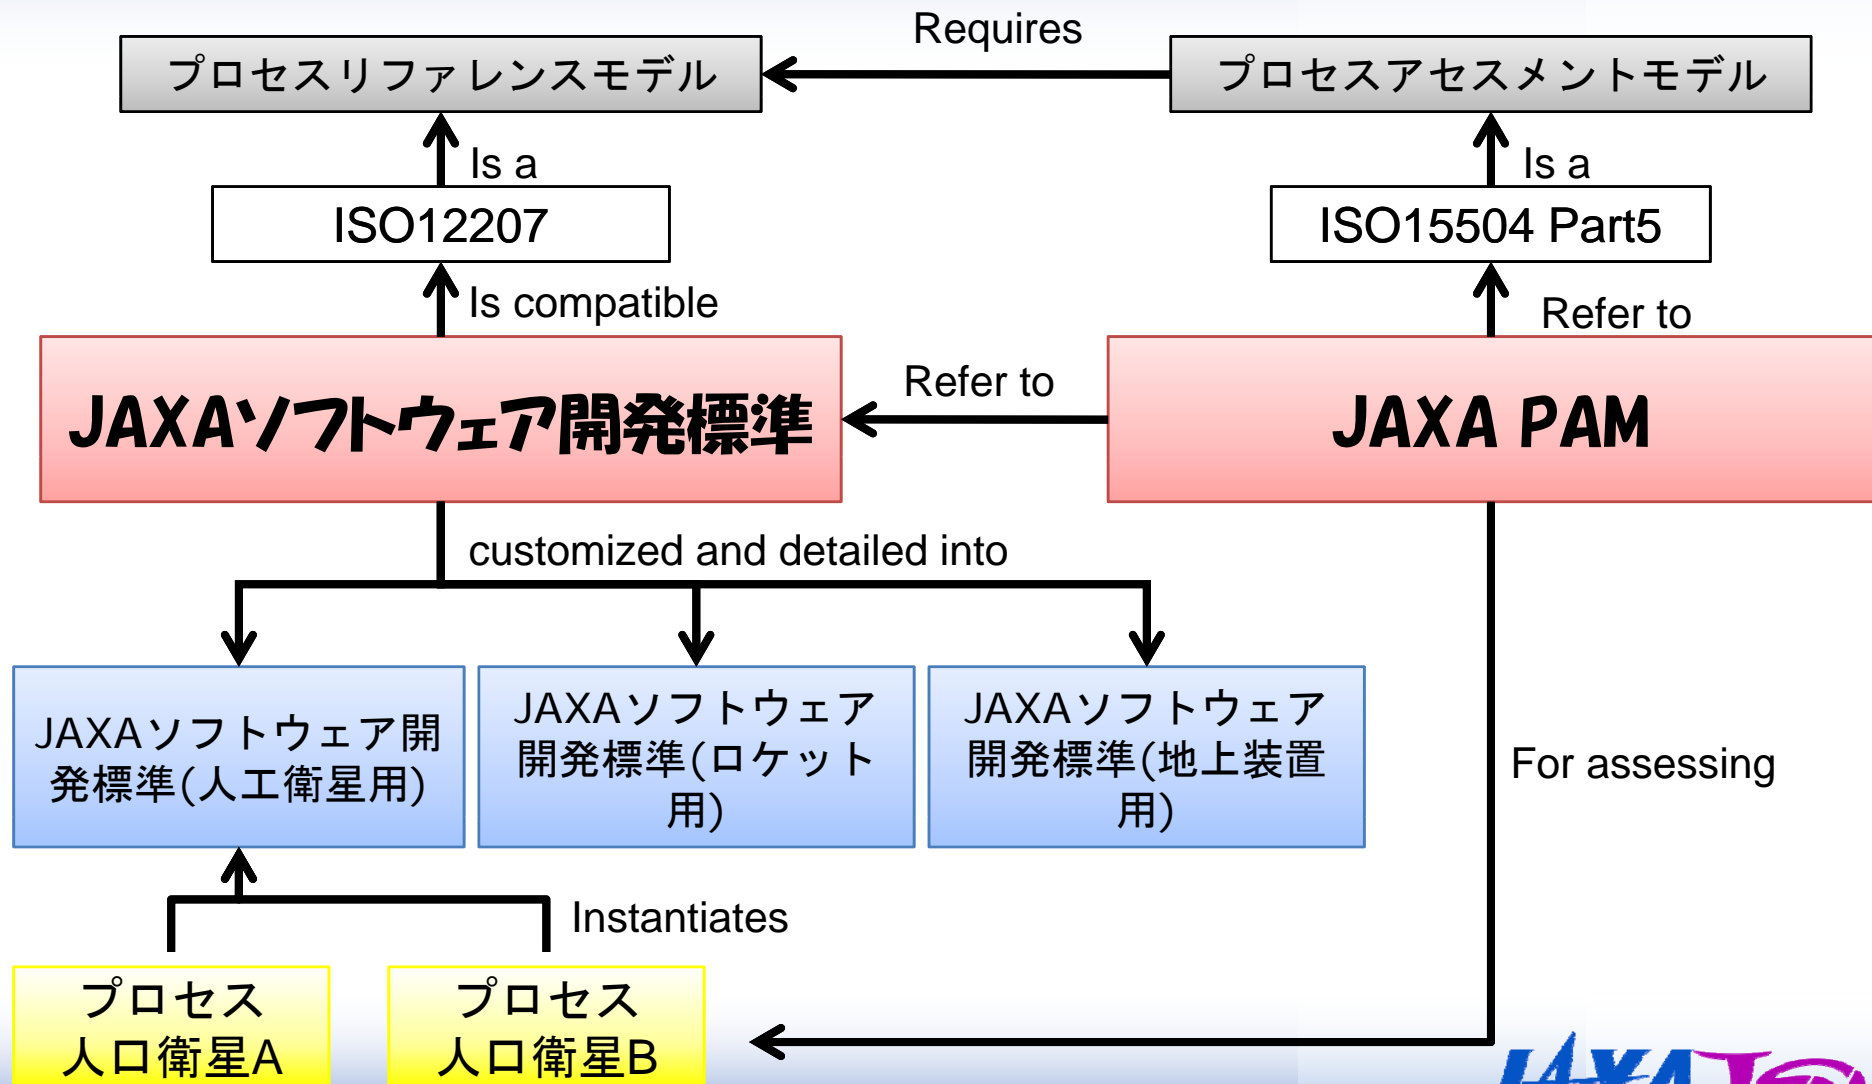 Requires
プロセスリファレンスモデル
プロセスアセスメントモデル
Is a
Is a
ISO12207
ISO15504 Part5
Is compatible
Refer to
JAXAソフトウェア開発標準
Refer to
JAXA PAM
customized and detailed into
JAXAソフトウェア開
発標準(人工衛星用)
JAXAソフトウェア
開発標準(ロケット
用)
JAXAソフトウェア
開発標準(地上装置
用)
For assessing
Instantiates
プロセス
人口衛星A
プロセス
人口衛星B
JAXA